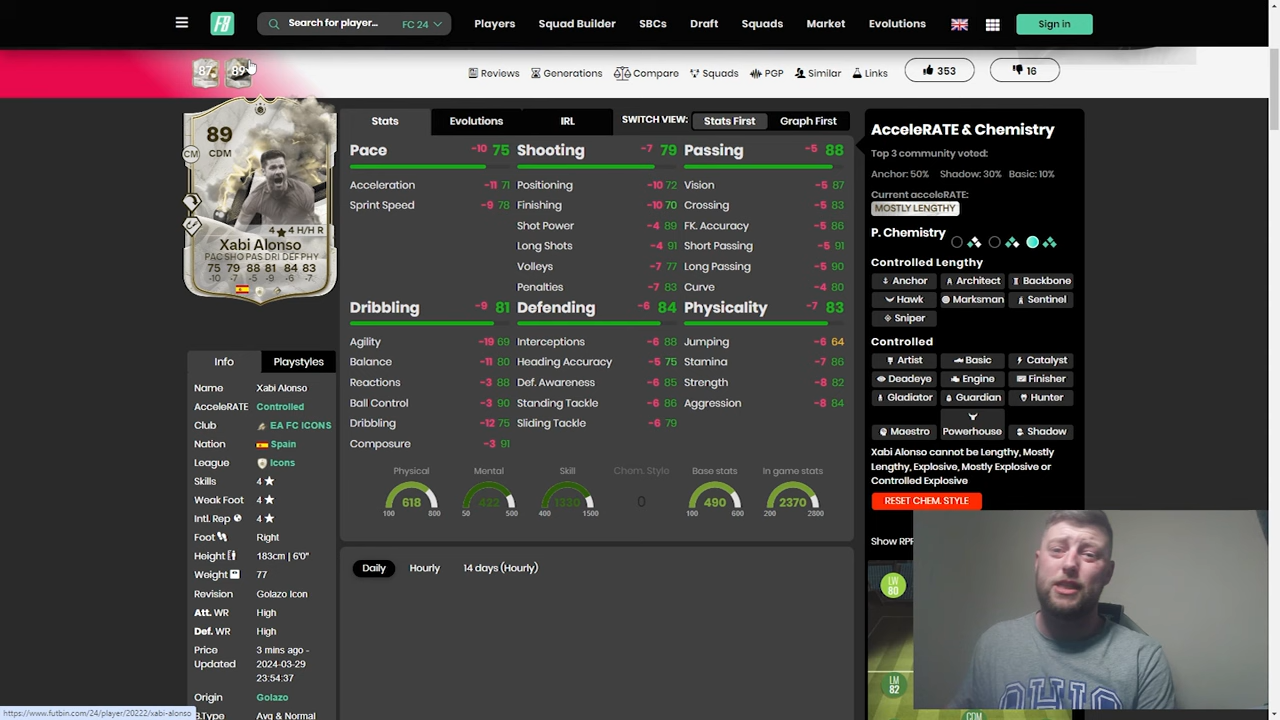 FB Search for player... FC 24 Players Squad Builder SBCs Draft Squads Market Evolutions Sign in
87 89 Reviews Generations Compare Squads PGP Similar Links 353 16
89
CDM
CM
4★4 H/H R
Xabi Alonso
PAC SHO PAS DRI DEF PHY
75 79 88 81 84 83
-10 -7 -5 -9 -6 -7
Stats Evolutions IRL SWITCH VIEW: Stats First Graph First
Pace -10 75 Shooting -7 79 Passing -5 88
Acceleration -11 71 Positioning -10 72 Vision -5 87
Sprint Speed -9 78 Finishing -10 70 Crossing -5 83
Shot Power -4 89 FK. Accuracy -5 86
Long Shots -4 91 Short Passing -5 91
Volleys -7 77 Long Passing -5 90
Penalties -7 83 Curve -4 80
Dribbling -9 81 Defending -6 84 Physicality -7 83
Agility -19 69 Interceptions -6 88 Jumping -6 64
Balance -11 80 Heading Accuracy -5 75 Stamina -7 86
Reactions -3 88 Def. Awareness -6 85 Strength -8 82
Ball Control -3 90 Standing Tackle -6 86 Aggression -8 84
Dribbling -12 75 Sliding Tackle -6 79
Composure -3 91
Physical Mental Skill Chem. Style Base stats In game stats
618 422 1330 0 490 2370
100 800 50 500 400 1500 100 600 200 2800
Daily Hourly 14 days (Hourly)
AcceleRATE & Chemistry
Top 3 community voted:
Anchor: 50% Shadow: 30% Basic: 10%
Current acceleRATE:
MOSTLY LENGTHY
P. Chemistry
Controlled Lengthy
Anchor Architect Backbone
Hawk Marksman Sentinel
Sniper
Controlled
Artist Basic Catalyst
Deadeye Engine Finisher
Gladiator Guardian Hunter
Maestro Powerhouse Shadow
Xabi Alonso cannot be Lengthy, Mostly
Lengthy, Explosive, Mostly Explosive or
Controlled Explosive
RESET CHEM. STYLE
Show RPP
LW
80
LM
82
CDM
Info Playstyles
Name Xabi Alonso
AcceleRATE Controlled
Club EA FC ICONS
Nation Spain
League Icons
Skills 4★
Weak Foot 4★
Intl. Rep 4★
Foot Right
Height 183cm | 6'0"
Weight 77
Revision Golazo Icon
Att. WR High
Def. WR High
Price Updated 3 mins ago -
2024-03-29
23:54:37
Origin Golazo
B.Type Avg & Normal
https://www.futbin.com/24/player/20222/xabi-alonso
OHIO